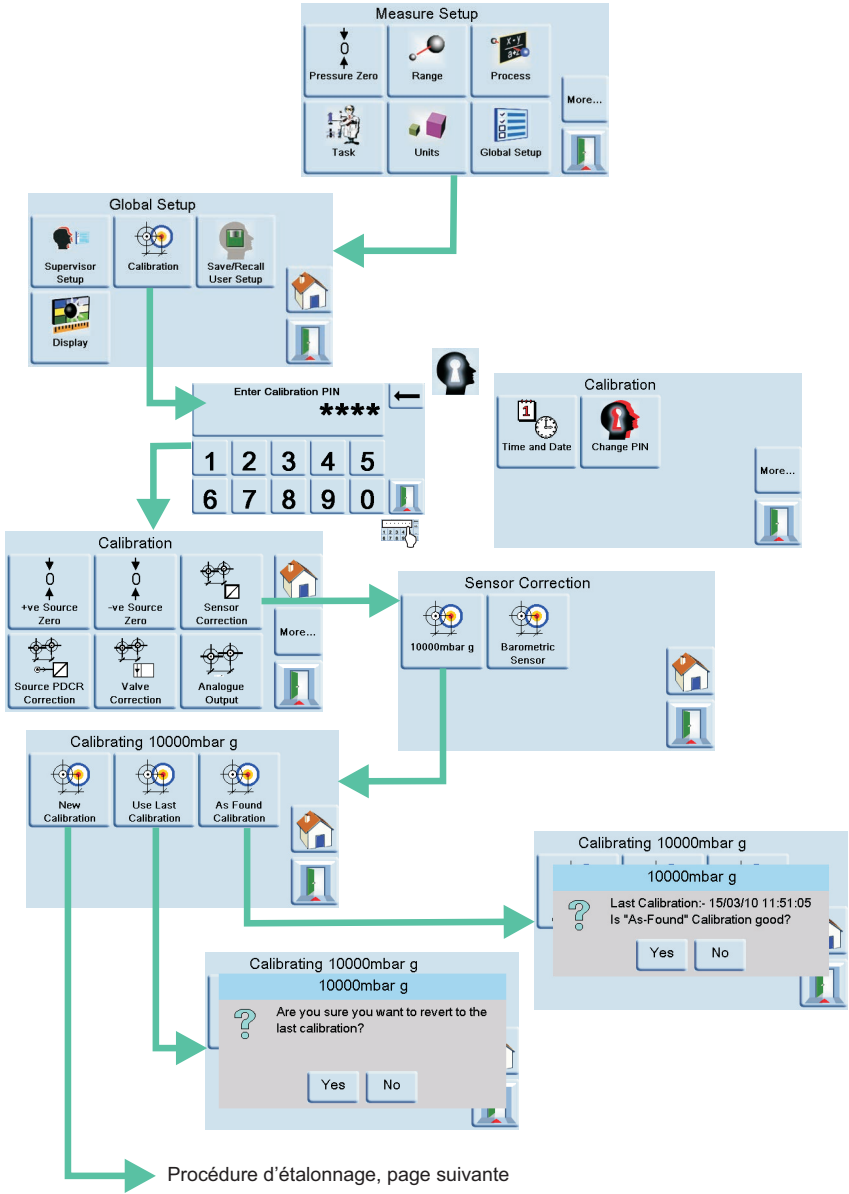 Measure Setup
0
Pressure Zero
Range
x-y
a+z
Process
More...
Task
Units
Global Setup
Global Setup
Supervisor
Setup
Calibration
Save/Recall
User Setup
Display
Enter Calibration PIN
****
1 2 3 4 5
6 7 8 9 0
Calibration
1
Time and Date
Change PIN
More...
Calibration
0
+ve Source
Zero
0
-ve Source
Zero
Sensor
Correction
More...
Source PDCR
Correction
Valve
Correction
Analogue
Output
Sensor Correction
10000mbar g
Barometric
Sensor
Calibrating 10000mbar g
New
Calibration
Use Last
Calibration
As Found
Calibration
Calibrating 10000mbar g
10000mbar g
Last Calibration:- 15/03/10 11:51:05
Is "As-Found" Calibration good?
Yes
No
Calibrating 10000mbar g
10000mbar g
Are you sure you want to revert to the
last calibration?
Yes
No
Procédure d'étalonnage, page suivante